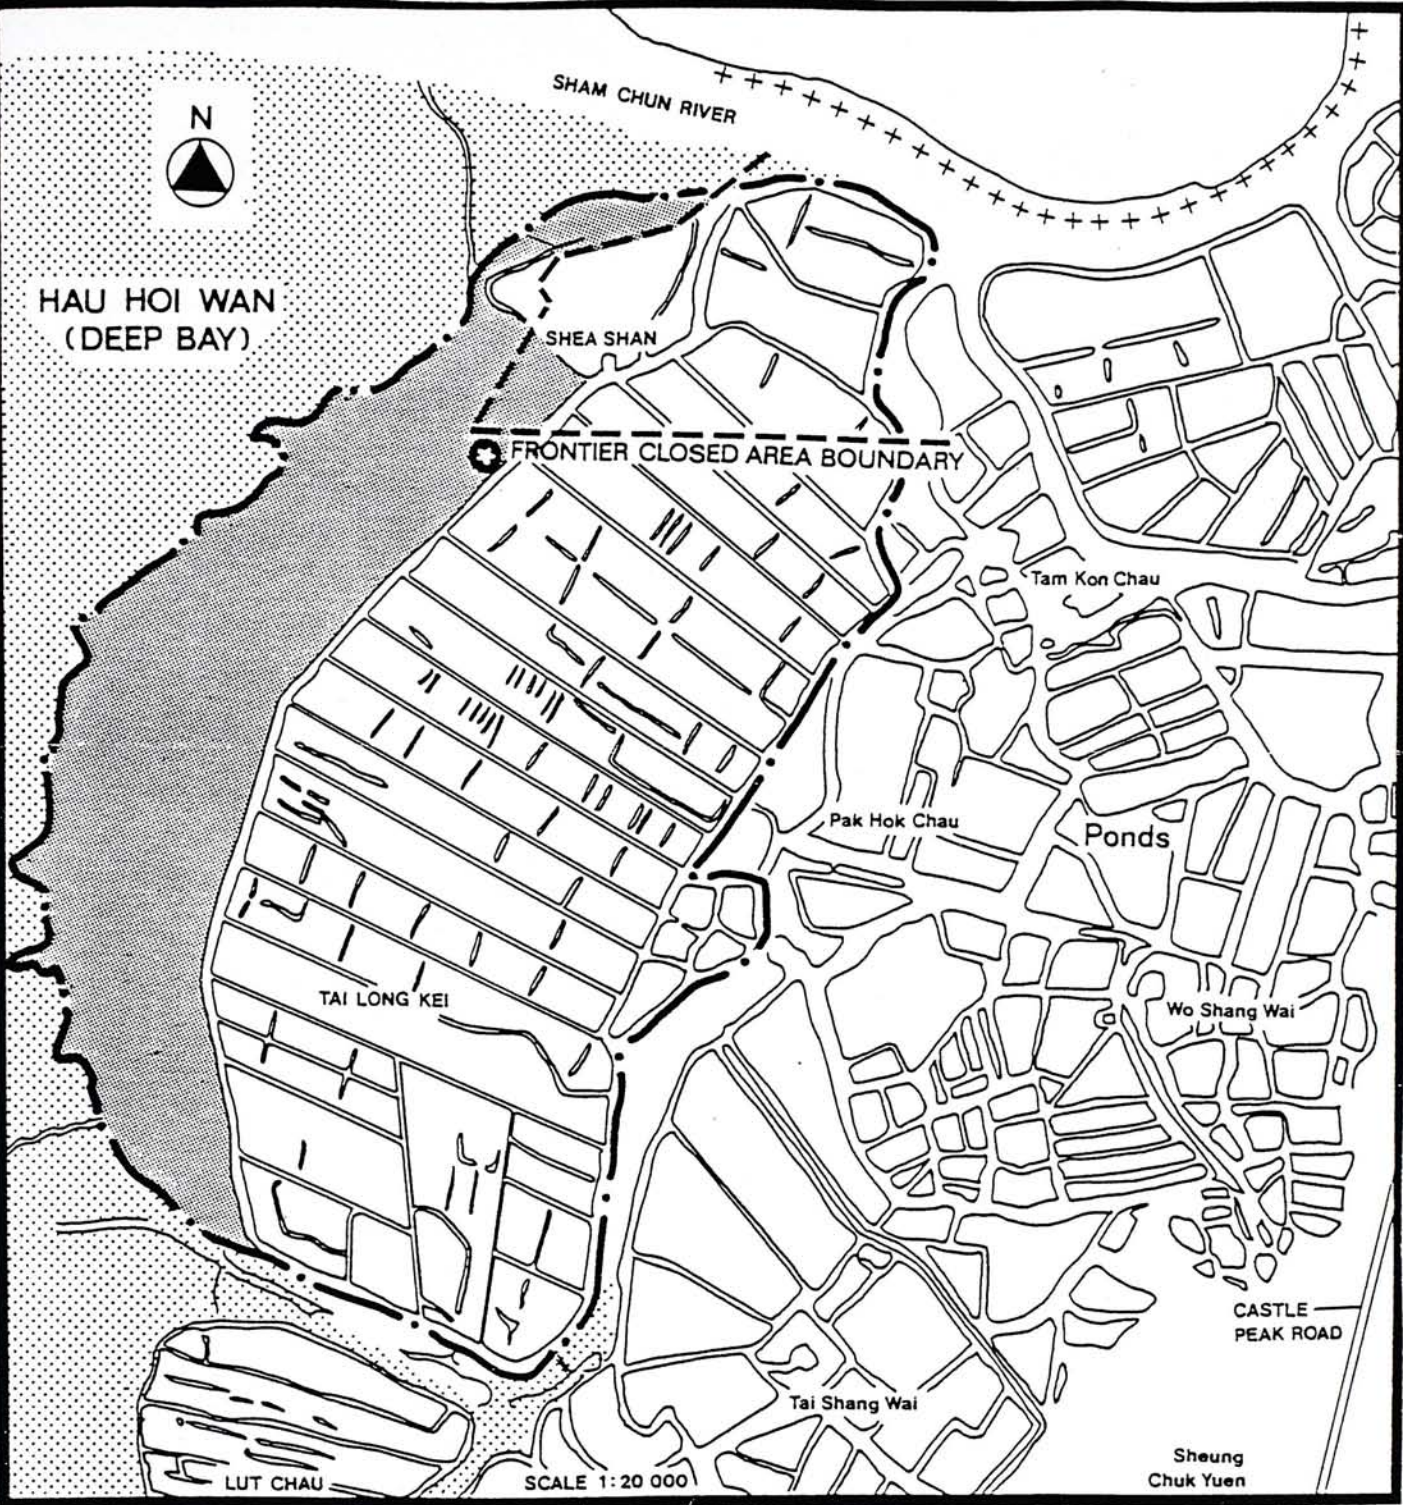 SHAM CHUN RIVER
N
HAU HOI WAN
(DEEP BAY)
SHEA SHAN
FRONTIER CLOSED AREA BOUNDARY
Tam Kon Chau
Pak Hok Chau
Ponds
TAI LONG KEI
Wo Shang Wai
CASTLE
PEAK ROAD
Tai Shang Wai
Sheung
Chuk Yuen
LUT CHAU
SCALE 1:20 000